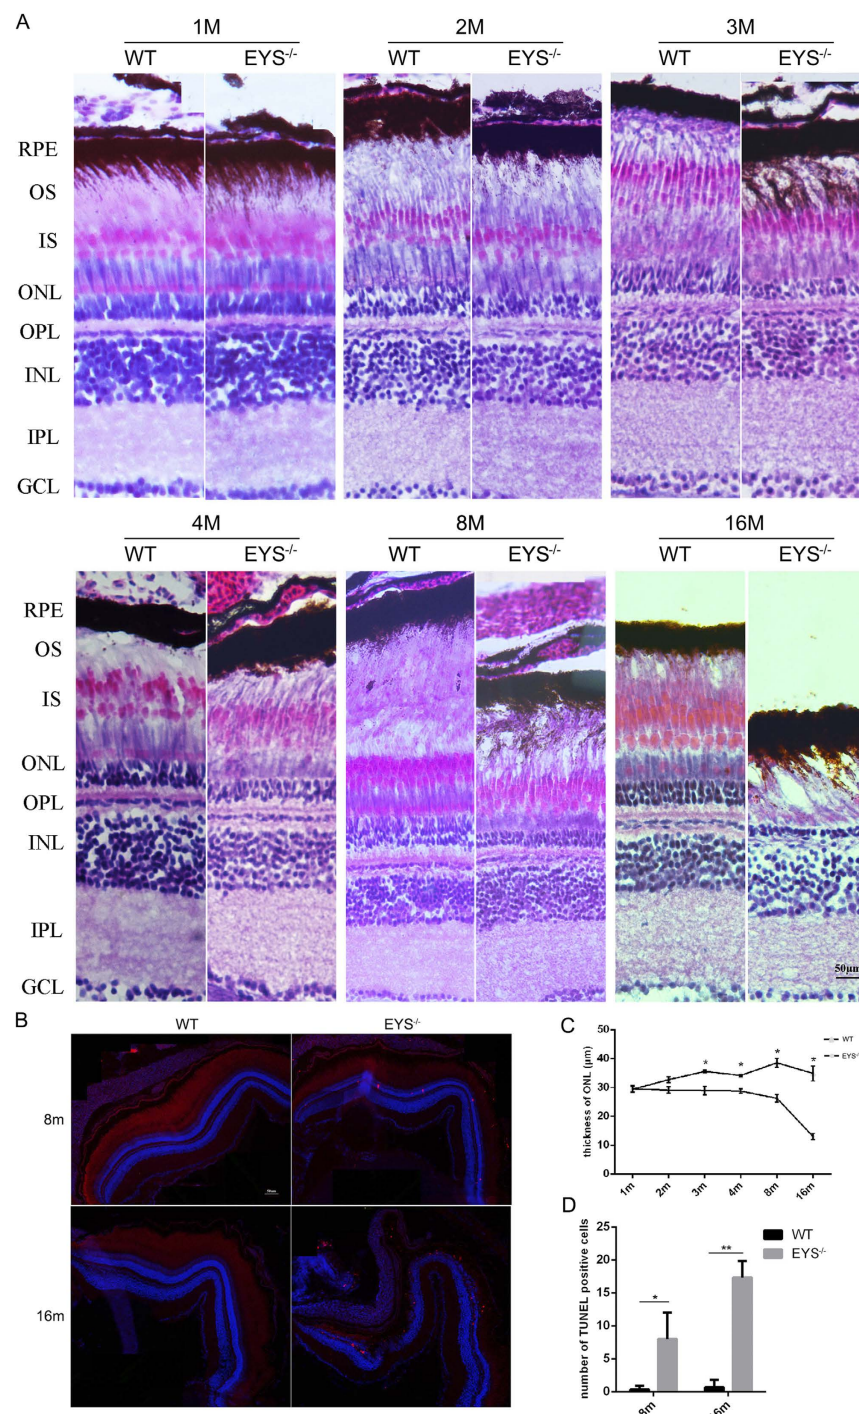 A
1M 2M 3M
WT EYS-/- WT EYS-/- WT EYS-/-
RPE
OS
IS
ONL
OPL
INL
IPL
GCL
4M 8M 16M
WT EYS-/- WT EYS-/- WT EYS-/-
RPE
OS
IS
ONL
OPL
INL
IPL
GCL
50μm
B
WT EYS-/-
8m
16m
C
thickness of ONL (μm)
50
40
30
20
10
0
* * * *
1m 2m 3m 4m 8m 16m
WT
EYS-/-
D
number of TUNEL positive cells
25
20
15
10
5
0
* **
8m
WT
EYS-/-